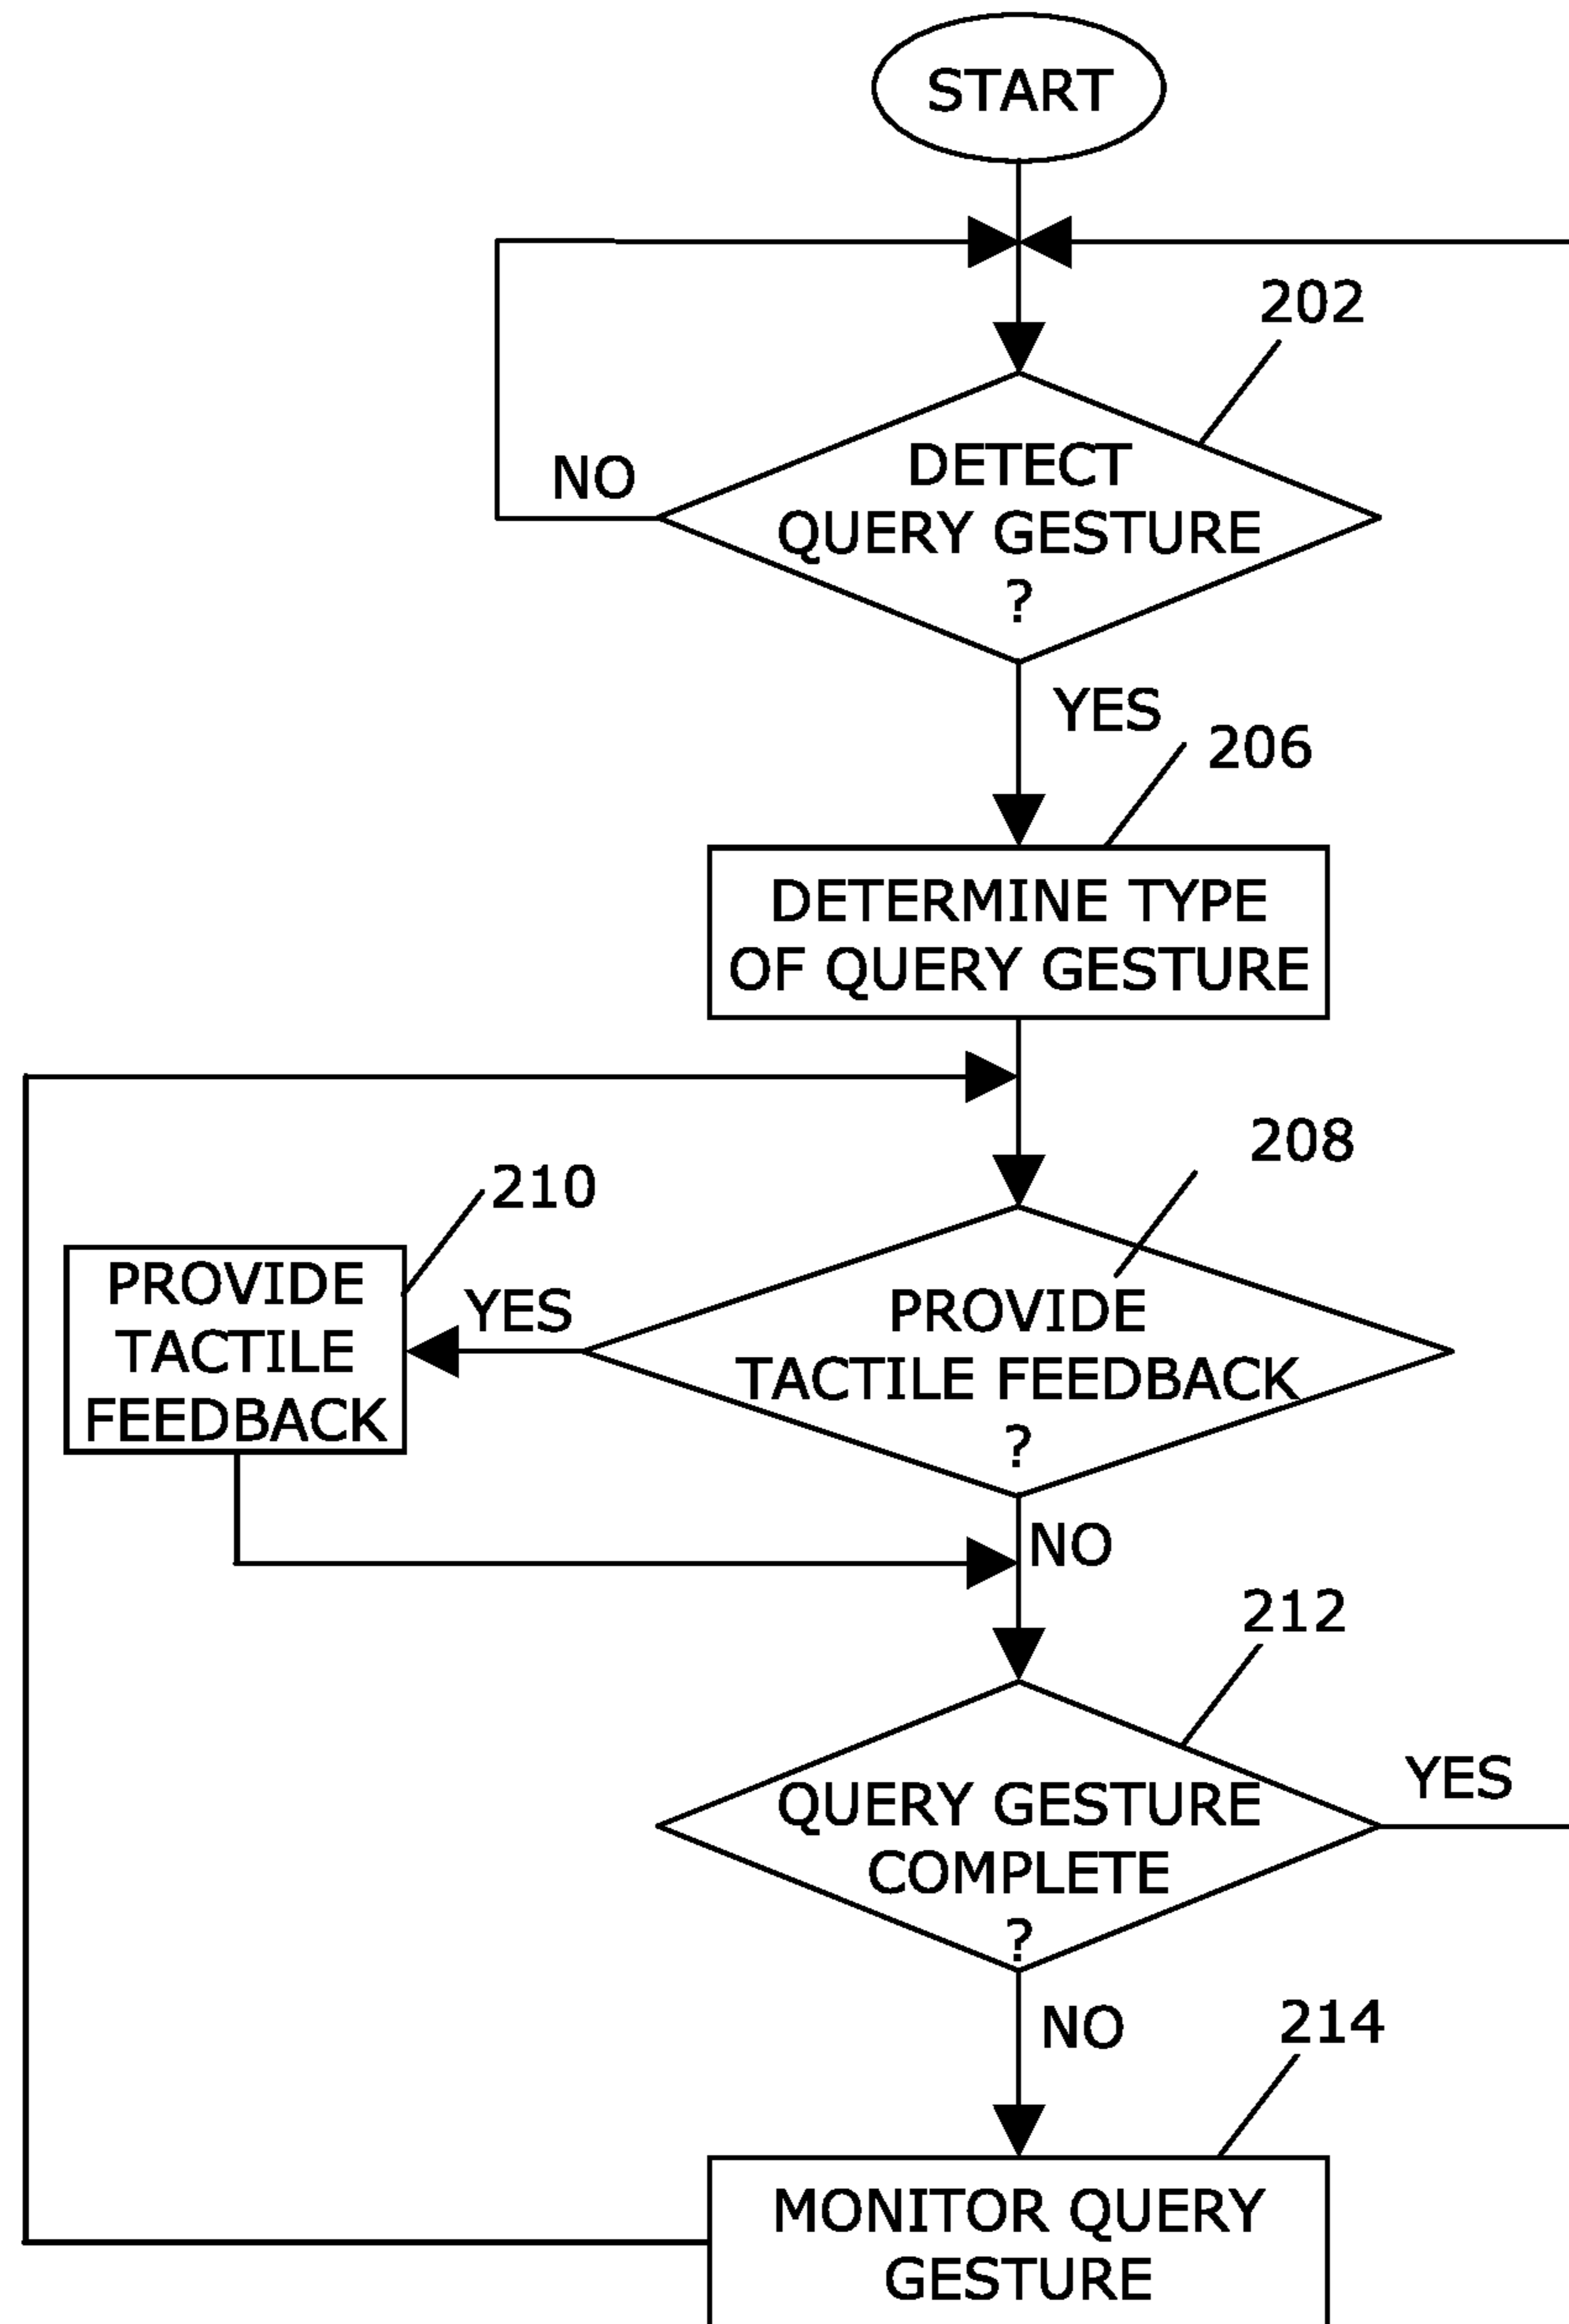 START
202
NO
DETECT
QUERY GESTURE
?
YES
206
DETERMINE TYPE
OF QUERY GESTURE
208
210
PROVIDE
TACTILE
FEEDBACK
YES
PROVIDE
TACTILE FEEDBACK
?
NO
212
QUERY GESTURE
COMPLETE
?
YES
NO
214
MONITOR QUERY
GESTURE